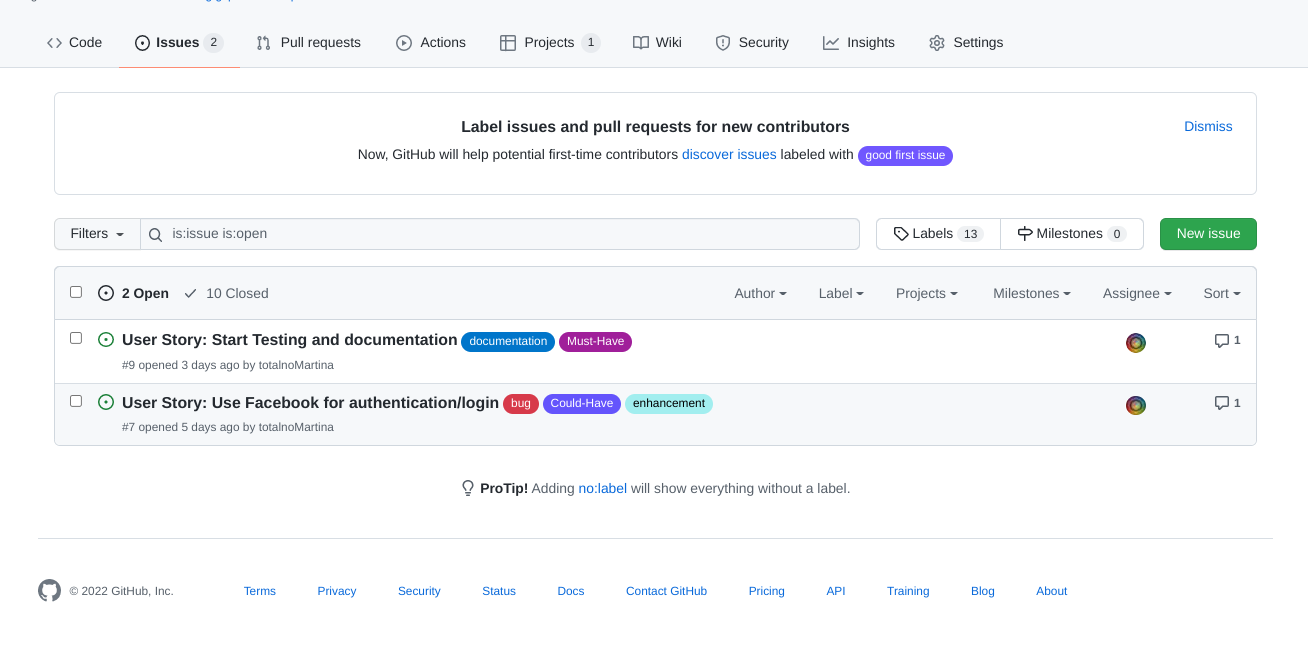 Code Issues 2 Pull requests Actions Projects 1 Wiki Security Insights Settings
Label issues and pull requests for new contributors
Dismiss
Now, GitHub will help potential first-time contributors discover issues labeled with good first issue
Filters is:issue is:open Labels 13 Milestones 0 New issue
2 Open 10 Closed Author Label Projects Milestones Assignee Sort
User Story: Start Testing and documentation documentation Must-Have 1
#9 opened 3 days ago by totalnoMartina
User Story: Use Facebook for authentication/login bug Could-Have enhancement 1
#7 opened 5 days ago by totalnoMartina
ProTip! Adding no:label will show everything without a label.
© 2022 GitHub, Inc. Terms Privacy Security Status Docs Contact GitHub Pricing API Training Blog About